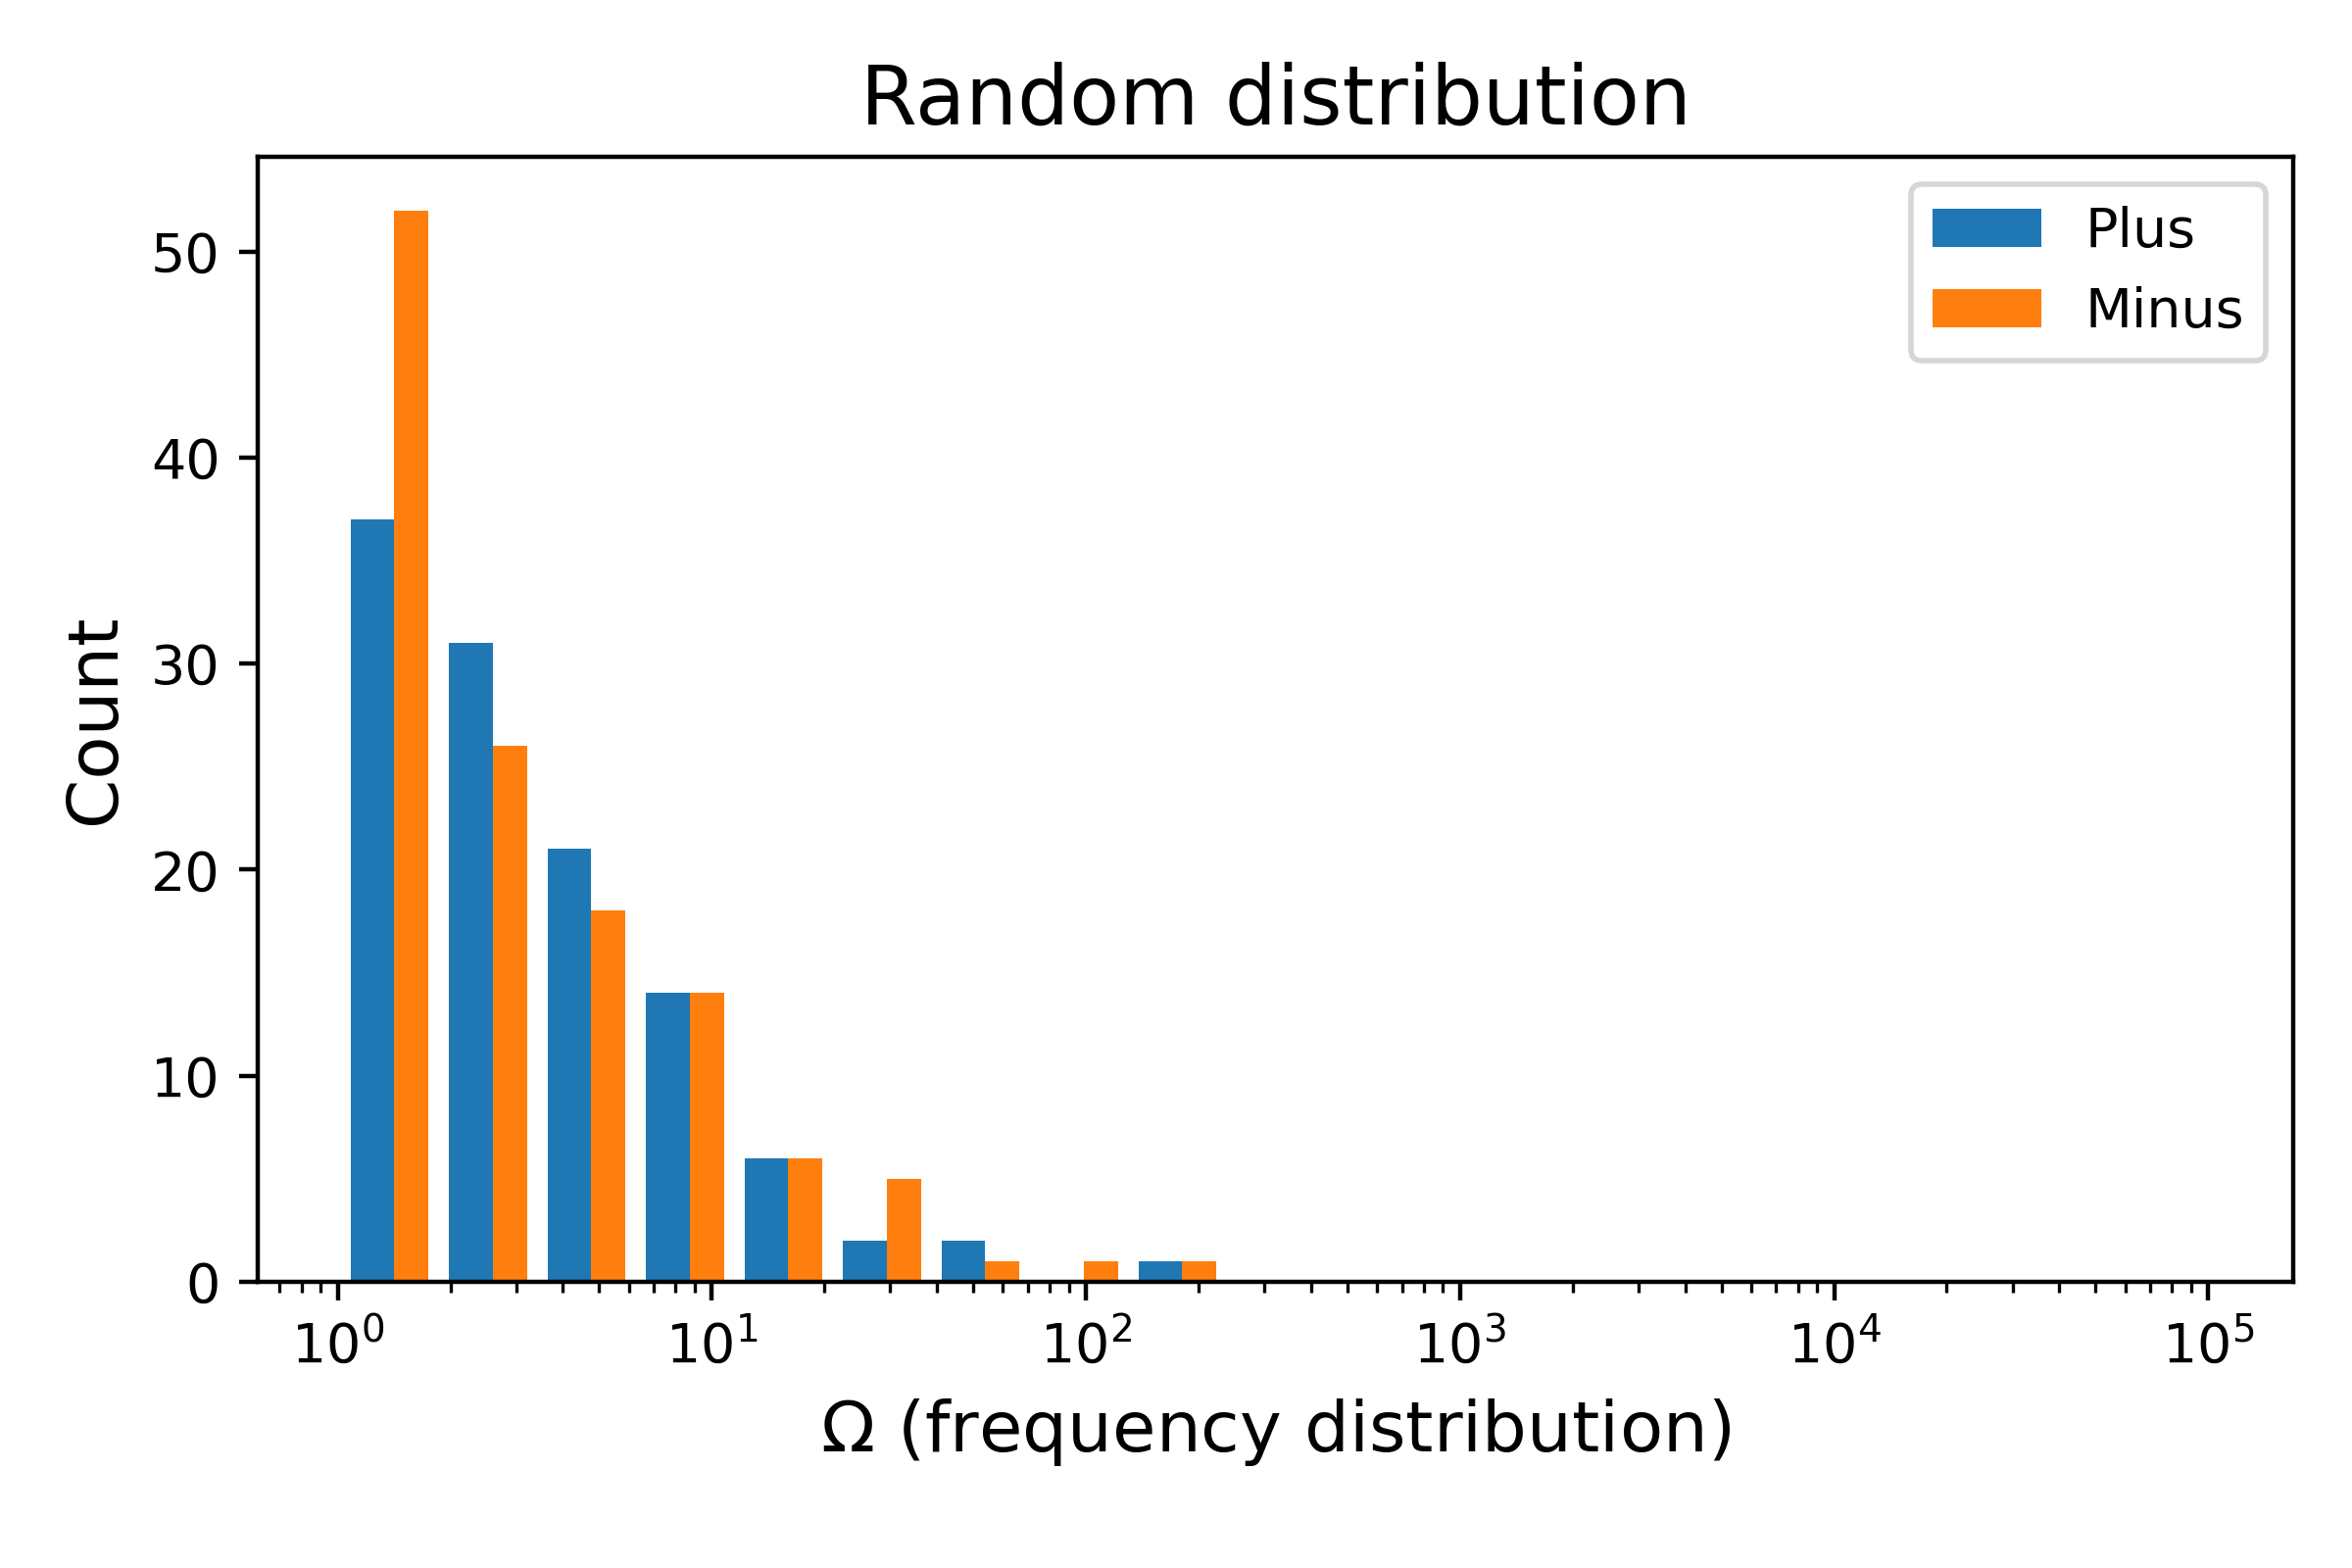 Random distribution
Plus
Minus
Count
50
40
30
20
10
0
10⁰ 10¹ 10² 10³ 10⁴ 10⁵
Ω (frequency distribution)